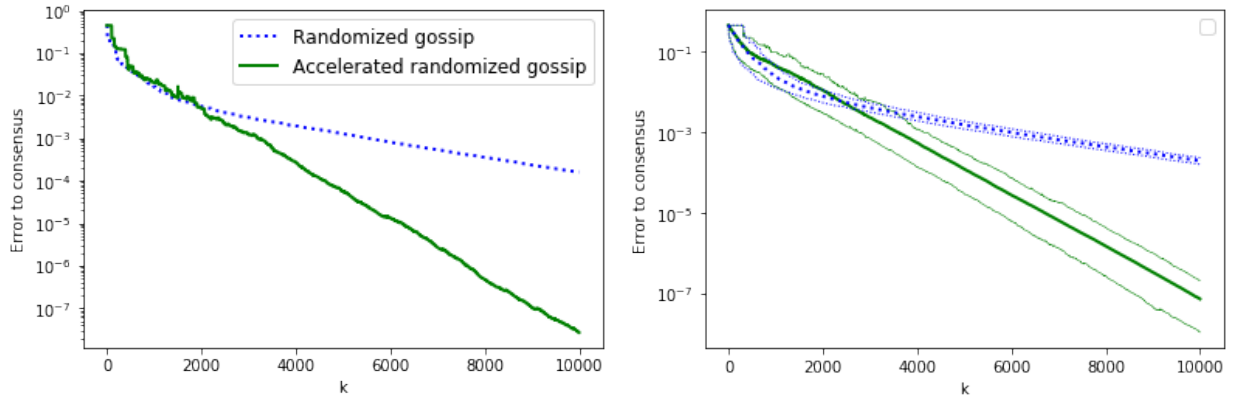 Error to consensus
10⁰
10⁻¹
10⁻²
10⁻³
10⁻⁴
10⁻⁵
10⁻⁶
10⁻⁷
Randomized gossip
Accelerated randomized gossip
0 2000 4000 6000 8000 10000
k
Error to consensus
10⁻¹
10⁻³
10⁻⁵
10⁻⁷
0 2000 4000 6000 8000 10000
k